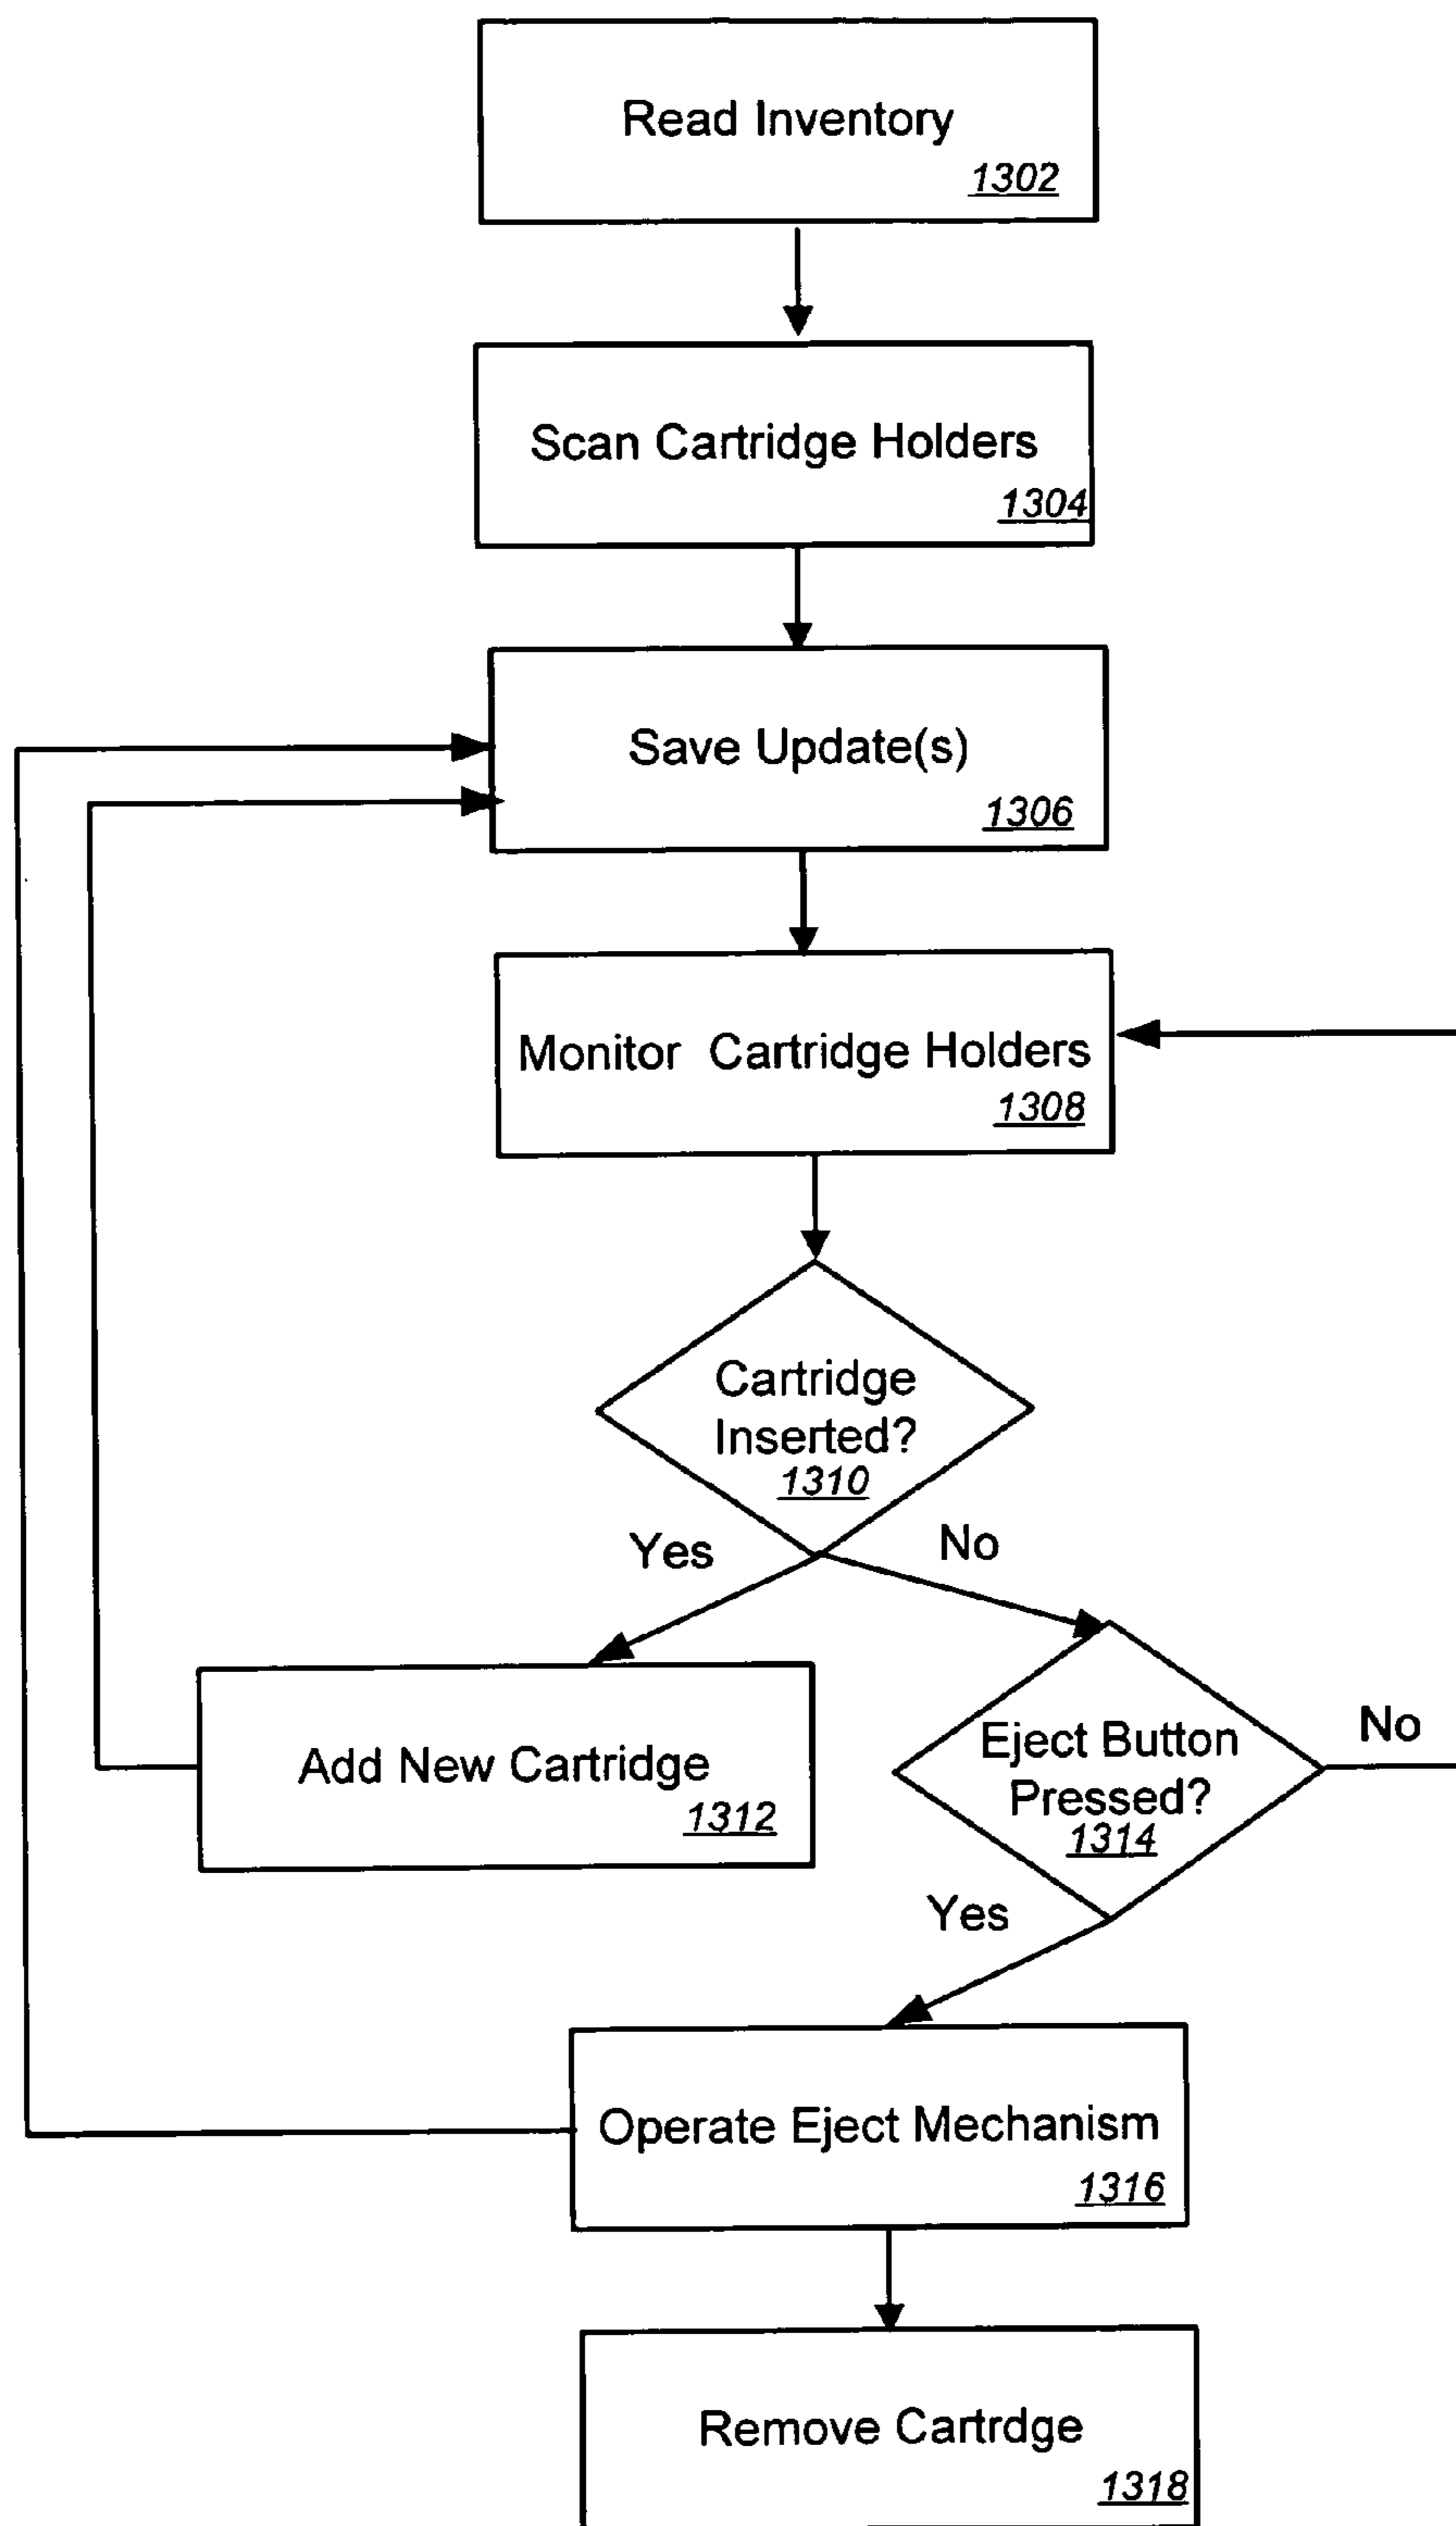 Read Inventory
1302
Scan Cartridge Holders
1304
Save Update(s)
1306
Monitor Cartridge Holders
1308
Cartridge
Inserted?
1310
Yes
No
Add New Cartridge
1312
Eject Button
Pressed?
1314
No
Yes
Operate Eject Mechanism
1316
Remove Cartrdge
1318